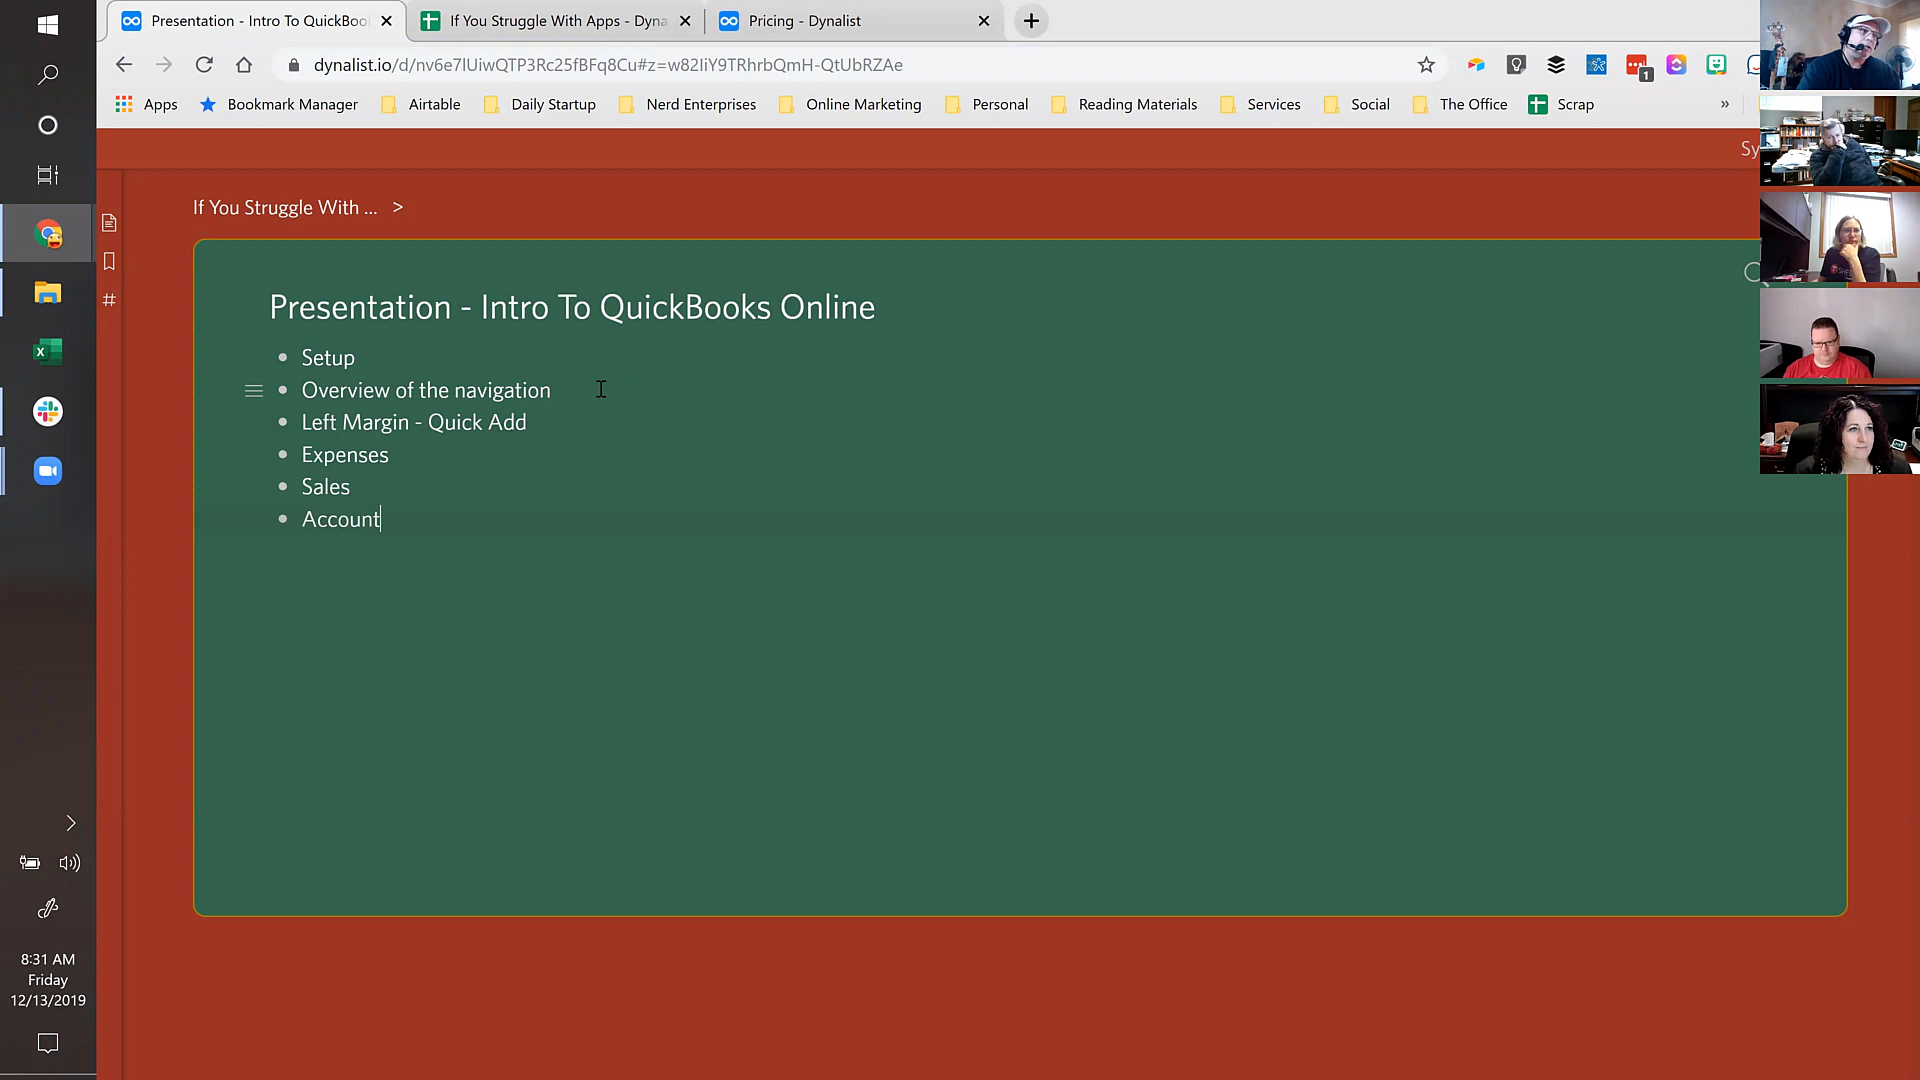 Presentation - Intro To QuickBoo
If You Struggle With Apps - Dyna
Pricing - Dynalist
dynalist.io/d/nv6e7lUiwQTP3Rc25fBFq8Cu#z=w82IiY9TRhrbQmH-QtUbRZAe
1
Apps
Bookmark Manager
Airtable
Daily Startup
Nerd Enterprises
Online Marketing
Personal
Reading Materials
Services
Social
The Office
Scrap
»
Sy
If You Struggle With ... >
Presentation - Intro To QuickBooks Online
Setup
Overview of the navigation
Left Margin - Quick Add
Expenses
Sales
Account
8:31 AM
Friday
12/13/2019